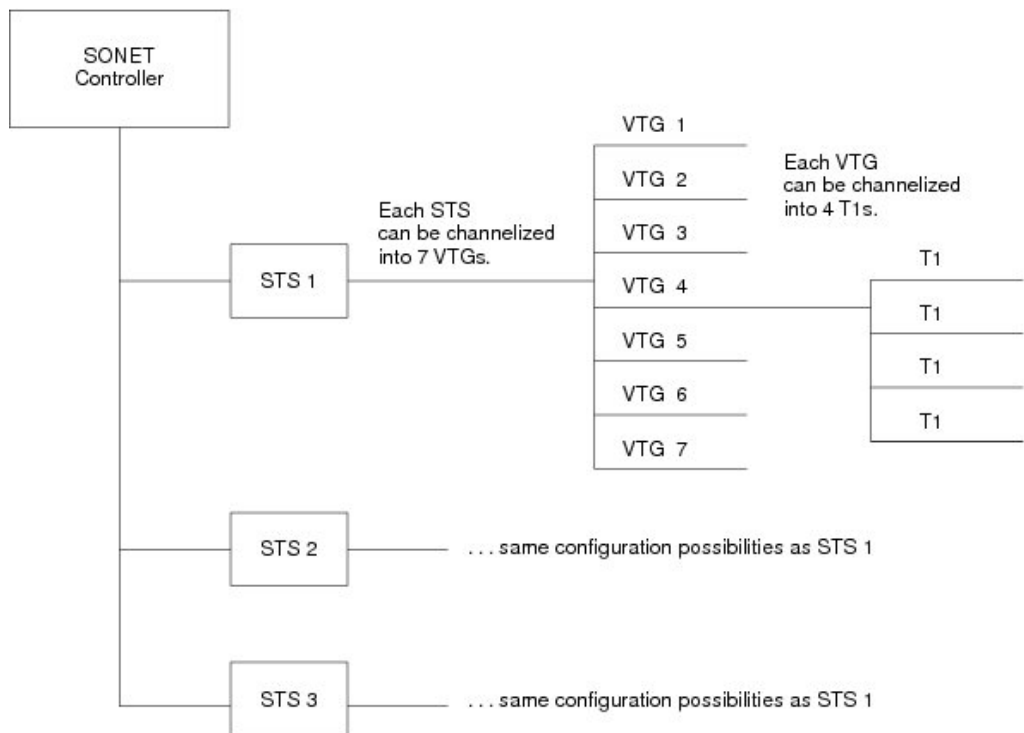 SONET
Controller
VTG 1
VTG 2
VTG 3
VTG 4
VTG 5
VTG 6
VTG 7
Each STS
can be channelized
into 7 VTGs.
Each VTG
can be channelized
into 4 T1s.
T1
T1
T1
T1
STS 1
STS 2
. . . same configuration possibilities as STS 1
STS 3
. . . same configuration possibilities as STS 1